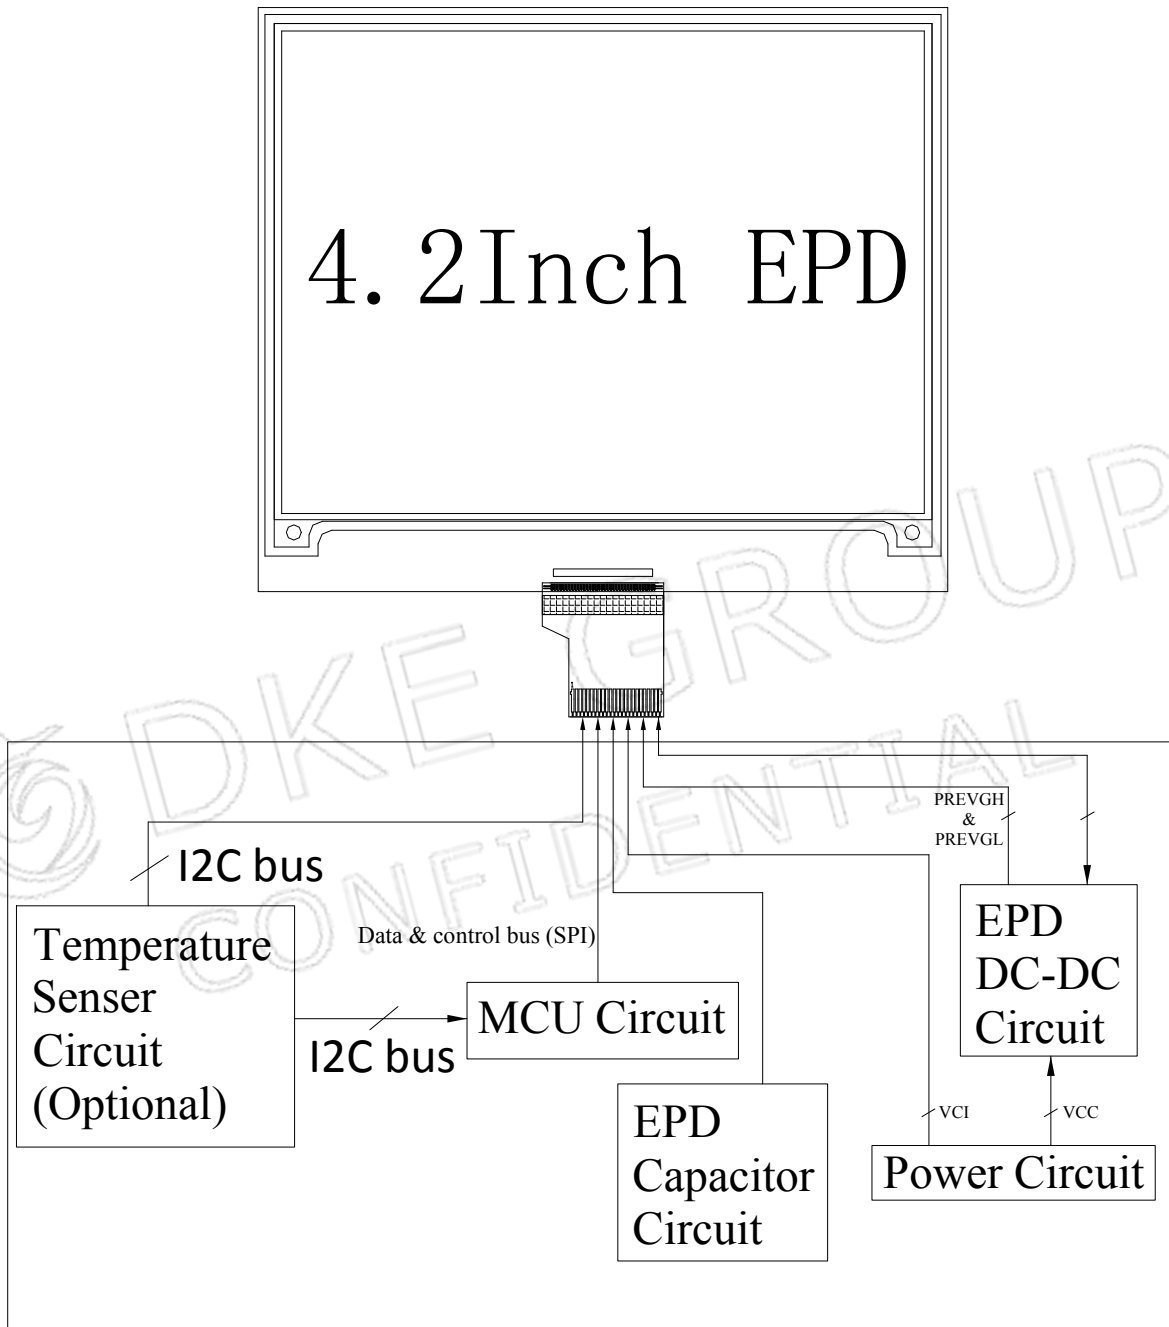 4.2Inch EPD
DKE GROUP
CONFIDENTIAL
1
PREVGH
&
PREVGL
I2C bus
Data & control bus (SPI)
Temperature
Senser
Circuit
(Optional)
I2C bus
MCU Circuit
EPD
DC-DC
Circuit
EPD
Capacitor
Circuit
VCI
VCC
Power Circuit